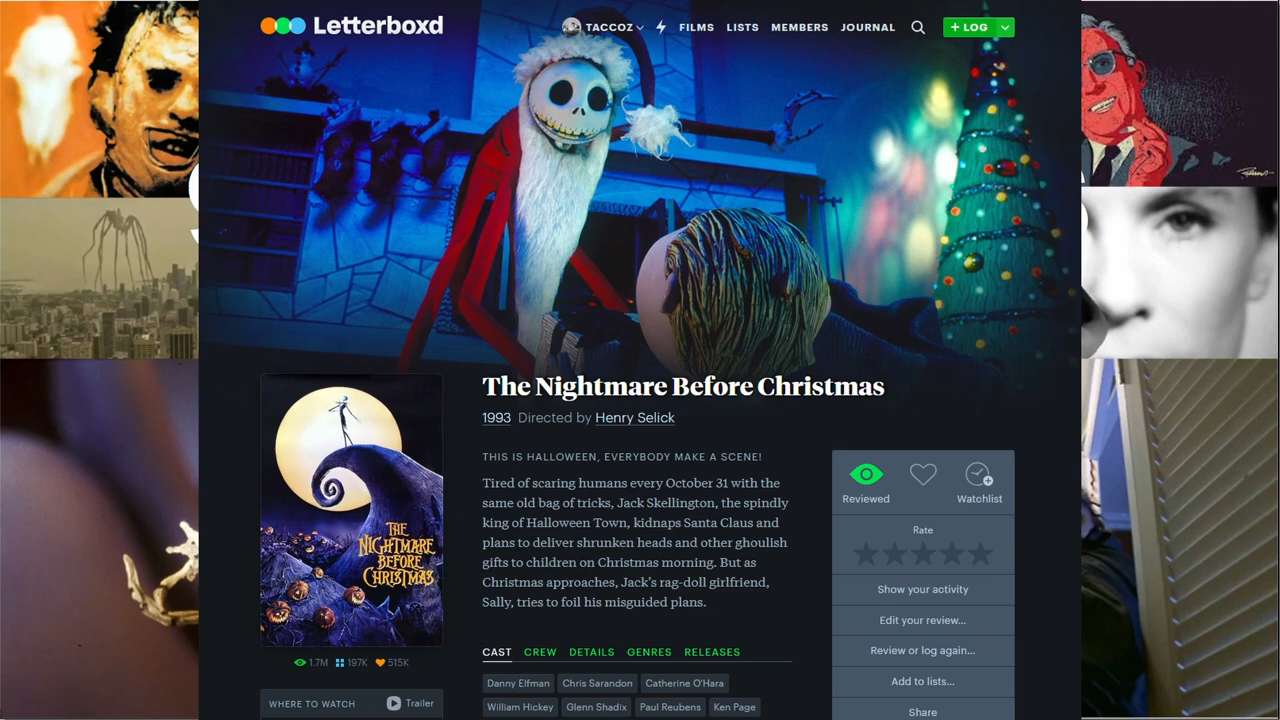 Letterboxd
TACCOZ
FILMS
LISTS
MEMBERS
JOURNAL
+ LOG
The Nightmare Before Christmas
1993 Directed by Henry Selick
THIS IS HALLOWEEN, EVERYBODY MAKE A SCENE!
Tired of scaring humans every October 31 with the
same old bag of tricks, Jack Skellington, the spindly
king of Halloween Town, kidnaps Santa Claus and
plans to deliver shrunken heads and other ghoulish
gifts to children on Christmas morning. But as
Christmas approaches, Jack’s rag-doll girlfriend,
Sally, tries to foil his misguided plans.
CAST CREW DETAILS GENRES RELEASES
Danny Elfman Chris Sarandon Catherine O'Hara
William Hickey Glenn Shadix Paul Reubens Ken Page
THE
NIGHTMARE
BEFORE
CHRISTMAS
1.7M 197K 515K
WHERE TO WATCH Trailer
Reviewed Watchlist
Rate
Show your activity
Edit your review…
Review or log again…
Add to lists…
Share